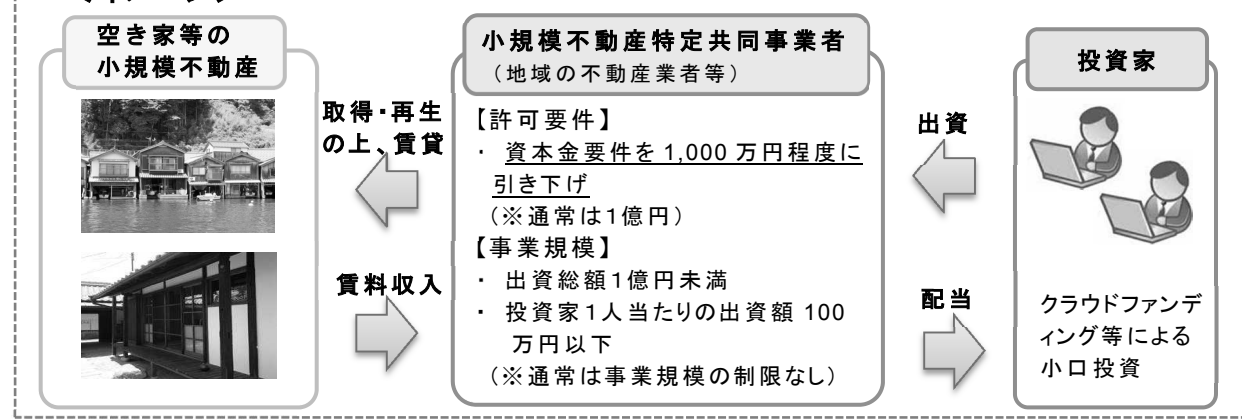 空き家等の
小規模不動産
取得・再生
の上、賃貸
賃料収入
小規模不動産特定共同事業者
（地域の不動産業者等）
【許可要件】
・ 資本金要件を1,000万円程度に
引き下げ
（※通常は1億円）
【事業規模】
・ 出資総額1億円未満
・ 投資家1人当たりの出資額 100
万円以下
（※通常は事業規模の制限なし）
出資
配当
投資家
クラウドファンデ
ィング等による
小口投資